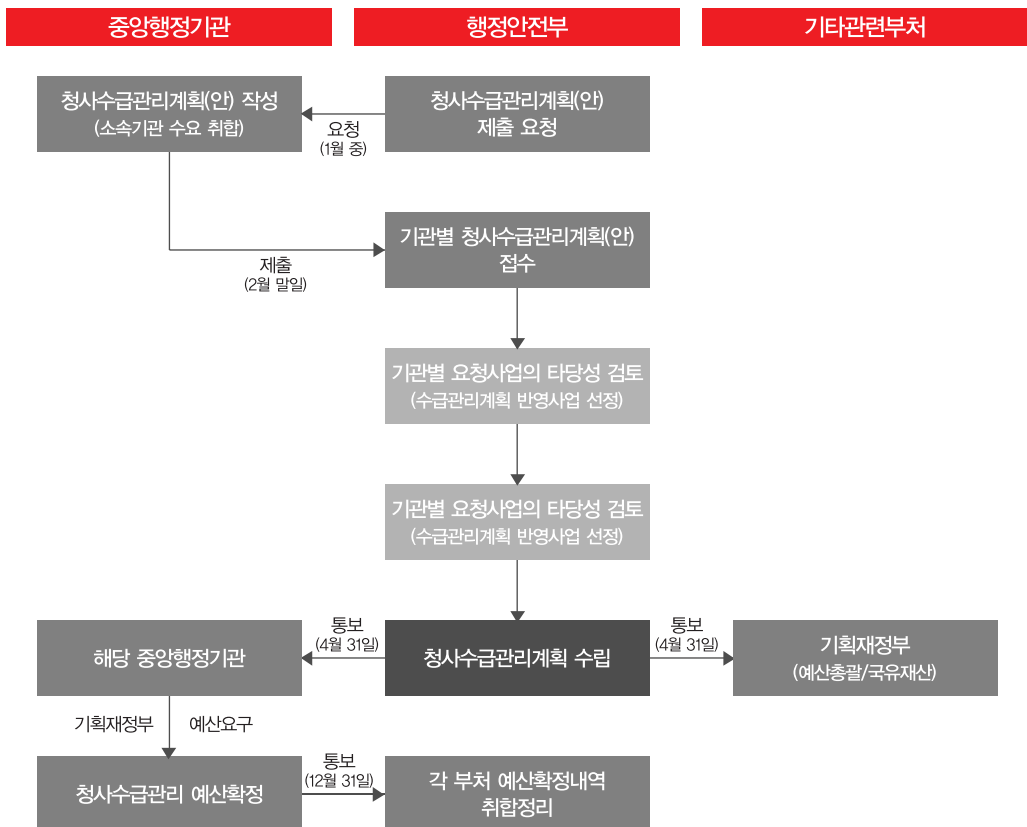 중앙행정기관
행정안전부
기타관련부처
청사수급관리계획(안) 작성
(소속기관 수요 취합)
요청
(1월 중)
청사수급관리계획(안)
제출 요청
제출
(2월 말일)
기관별 청사수급관리계획(안)
접수
기관별 요청사업의 타당성 검토
(수급관리계획 반영사업 선정)
기관별 요청사업의 타당성 검토
(수급관리계획 반영사업 선정)
해당 중앙행정기관
통보
(4월 31일)
청사수급관리계획 수립
통보
(4월 31일)
기획재정부
(예산총괄/국유재산)
기획재정부 예산요구
청사수급관리 예산확정
통보
(12월 31일)
각 부처 예산확정내역
취합정리